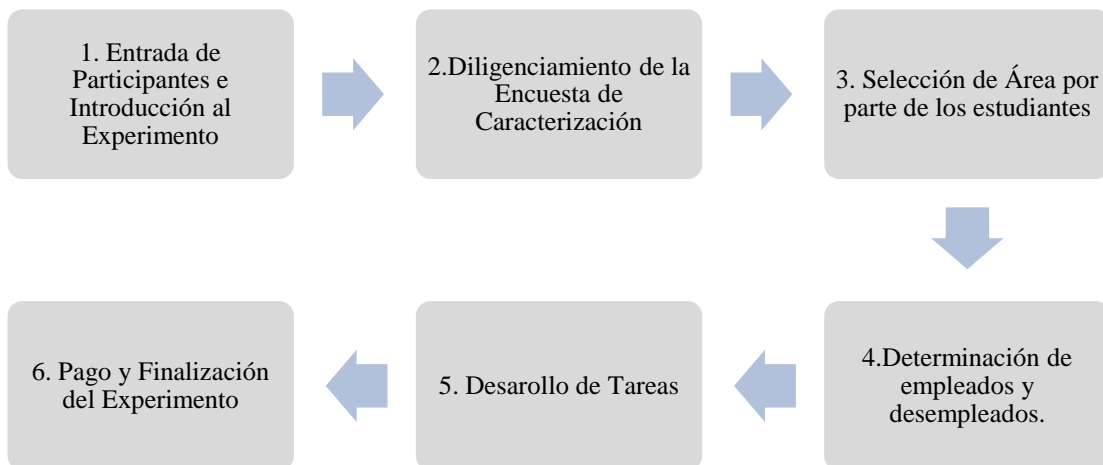 1. Entrada de
Participantes e
Introducción al
Experimento
2.Diligenciamiento de la
Encuesta de
Caracterización
3. Selección de Área por
parte de los estudiantes
4.Determinación de
empleados y
desempleados.
5. Desarollo de Tareas
6. Pago y Finalización
del Experimento